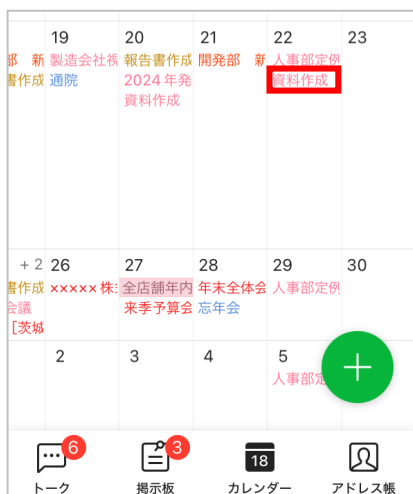 19 20 21 22 23
部 新 製造会社視 報告書作成 開発部 新 人事部定例
書作成 通院 2024年発 資料作成
資料作成
+2 26 27 28 29 30
書作成 ×××××株 全店舗年内 年末全体会 人事部定例
会議 来季予算会 忘年会
[茨城
2 3 4 5
人事部定
6 3 18
トーク 掲示板 カレンダー アドレス帳